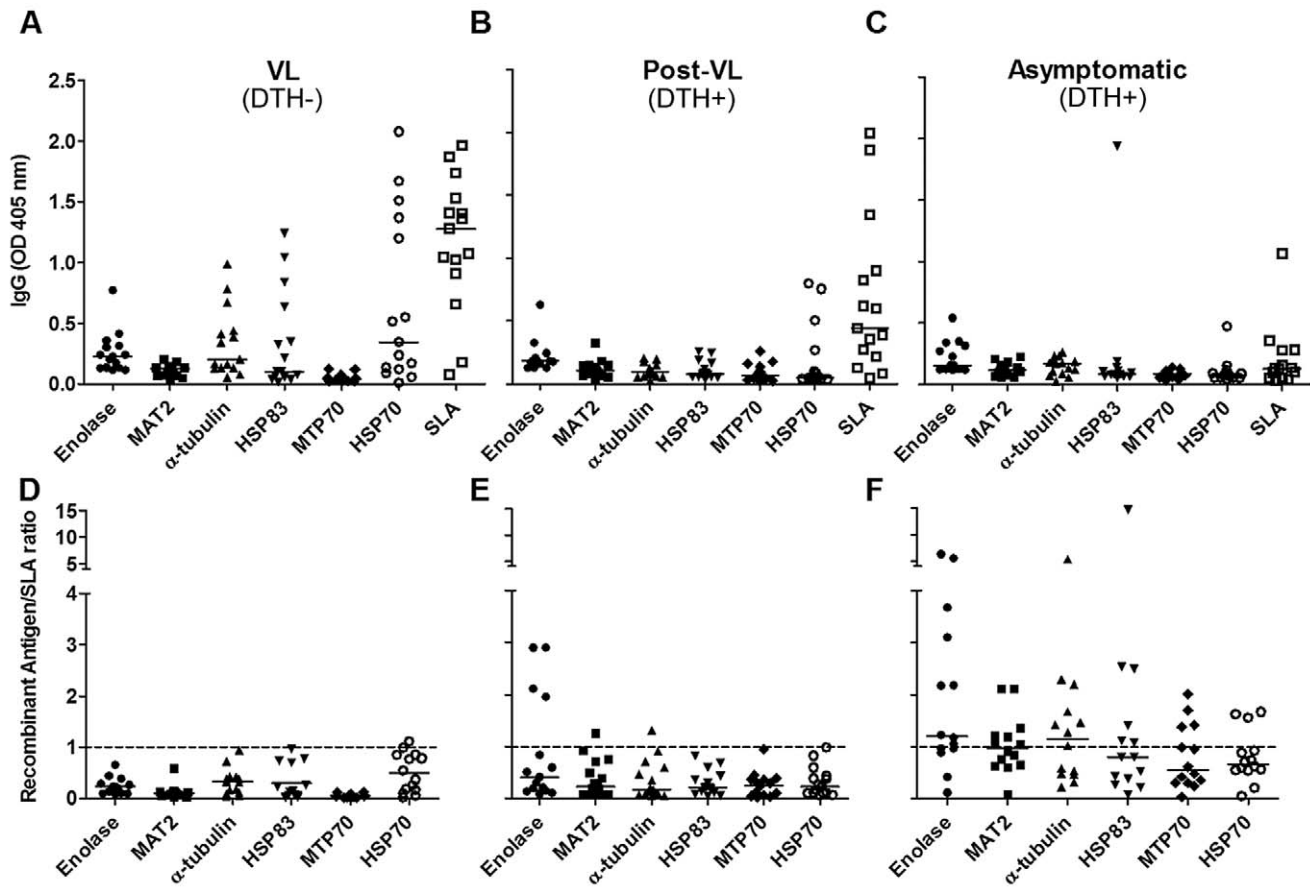 A
B
C
VL
(DTH-)
Post-VL
(DTH+)
Asymptomatic
(DTH+)
IgG (OD 405 nm)
2.5
2.0
1.5
1.0
0.5
0.0
Enolase
MAT2
α-tubulin
HSP83
MTP70
HSP70
SLA
Enolase
MAT2
α-tubulin
HSP83
MTP70
HSP70
SLA
Enolase
MAT2
α-tubulin
HSP83
MTP70
HSP70
SLA
D
E
F
Recombinant Antigen/SLA ratio
15
10
5
4
3
2
1
0
Enolase
MAT2
α-tubulin
HSP83
MTP70
HSP70
Enolase
MAT2
α-tubulin
HSP83
MTP70
HSP70
Enolase
MAT2
α-tubulin
HSP83
MTP70
HSP70